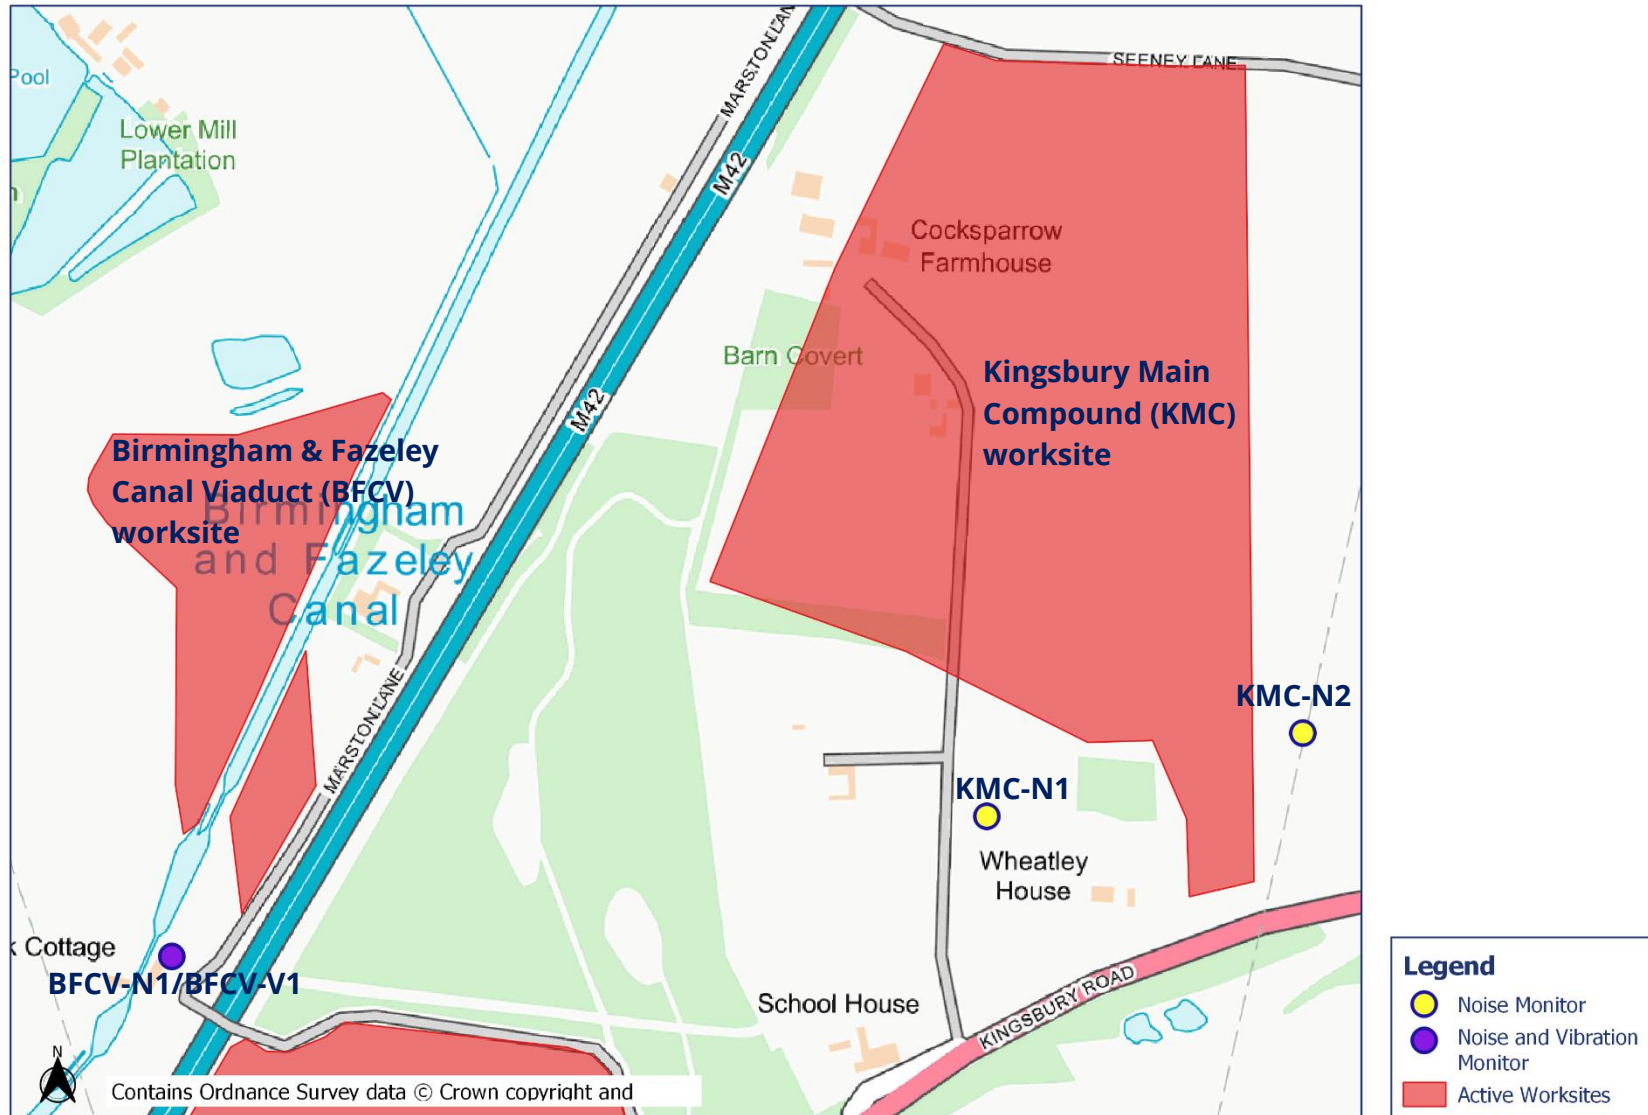 MARSTON LANE
SEENEY LANE
Pool
Lower Mill
Plantation
M42
Cocksparrow
Farmhouse
Barn Covert
Kingsbury Main
Compound (KMC)
worksite
M42
Birmingham & Fazeley
Canal Viaduct (BFCV)
worksite
Birmingham
and Fazeley
Canal
MARSTON LANE
KMC-N2
KMC-N1
Wheatley
House
k Cottage
BFCV-N1/BFCV-V1
School House
KINGSBURY ROAD
N
Contains Ordnance Survey data © Crown copyright and
Legend
Noise Monitor
Noise and Vibration
Monitor
Active Worksites